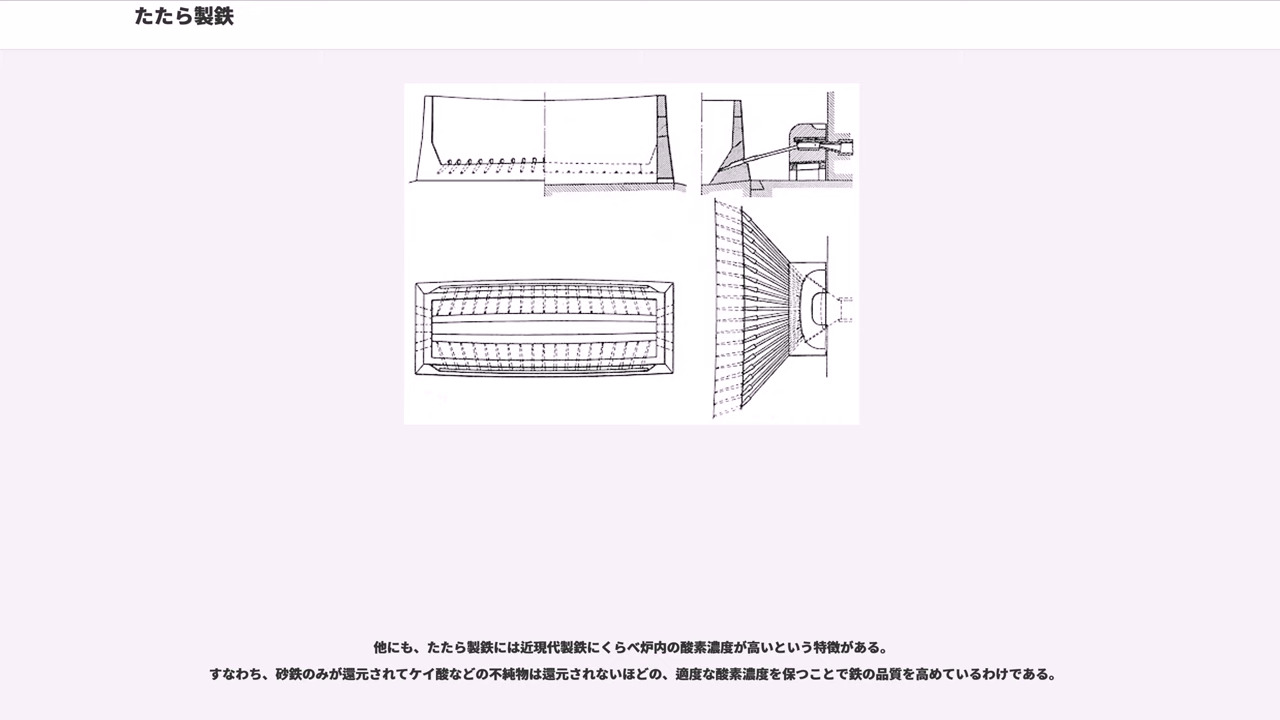 たたら製鉄
他にも、たたら製鉄には近現代製鉄にくらべ炉内の酸素濃度が高いという特徴がある。
すなわち、砂鉄のみが還元されてケイ酸などの不純物は還元されないほどの、適度な酸素濃度を保つことで鉄の品質を高めているわけである。